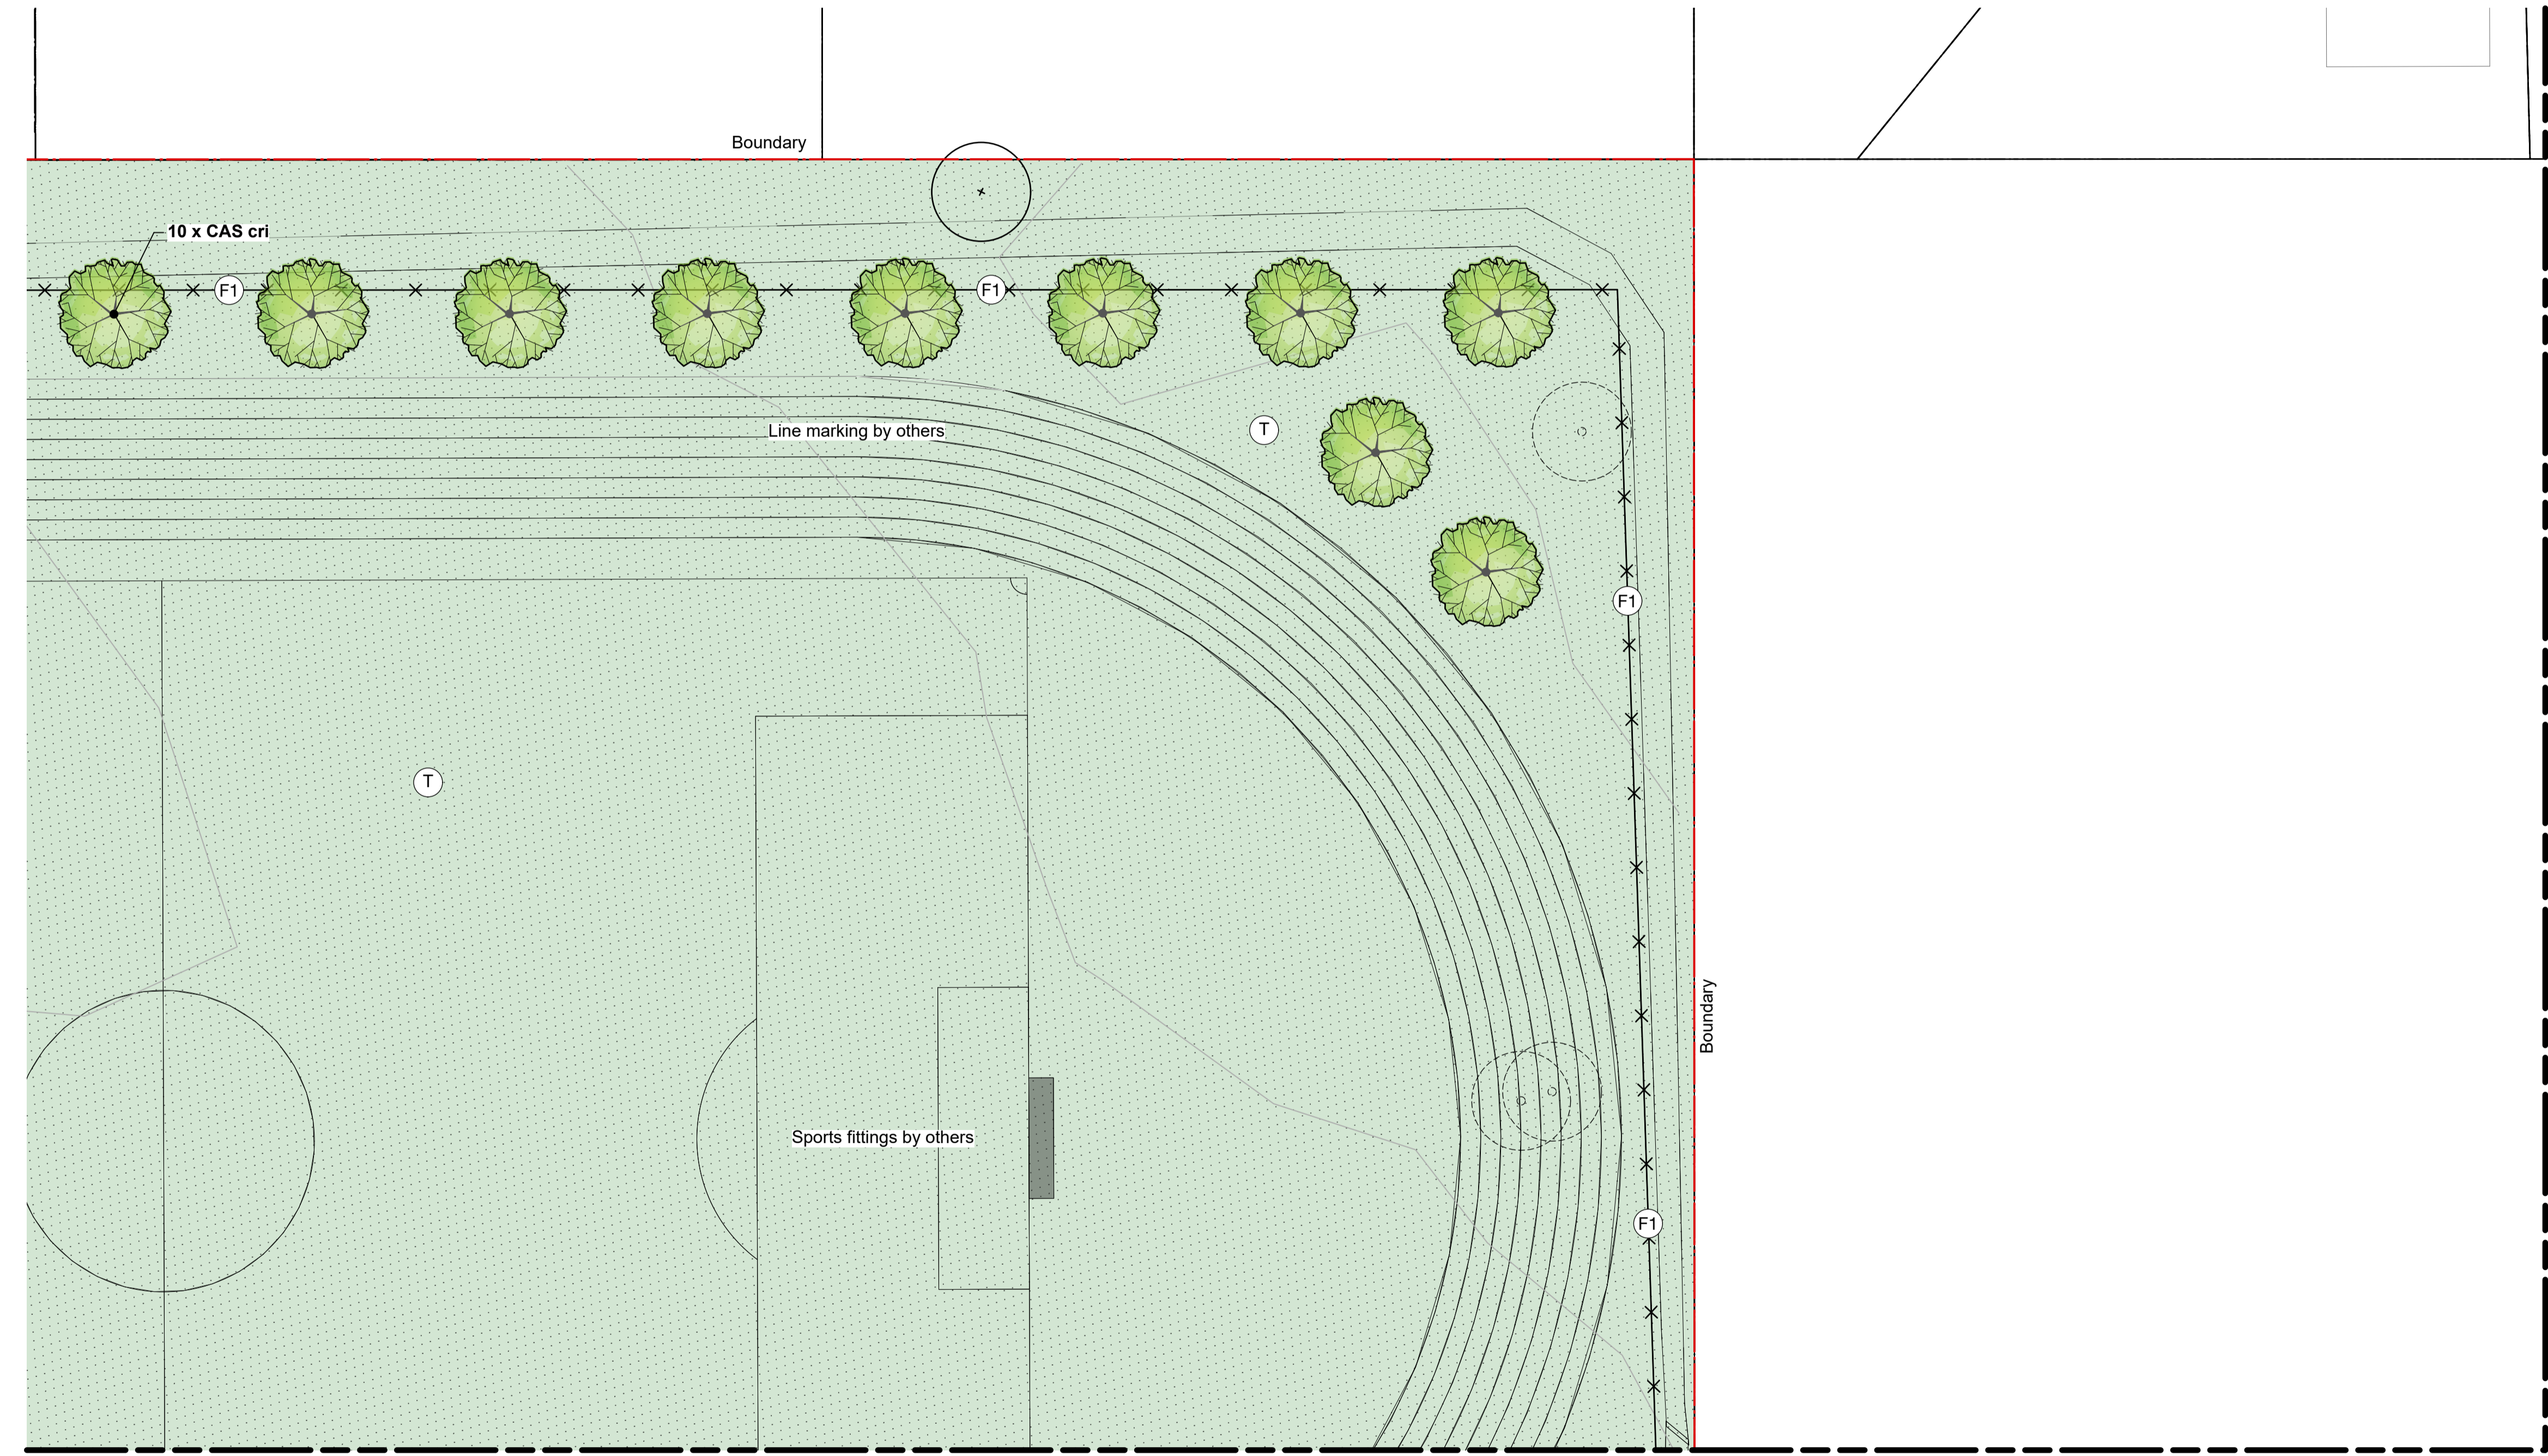 Boundary
10 x CAS cri
F1
F1
Line marking by others
T
F1
T
Boundary
Sports fittings by others
F1